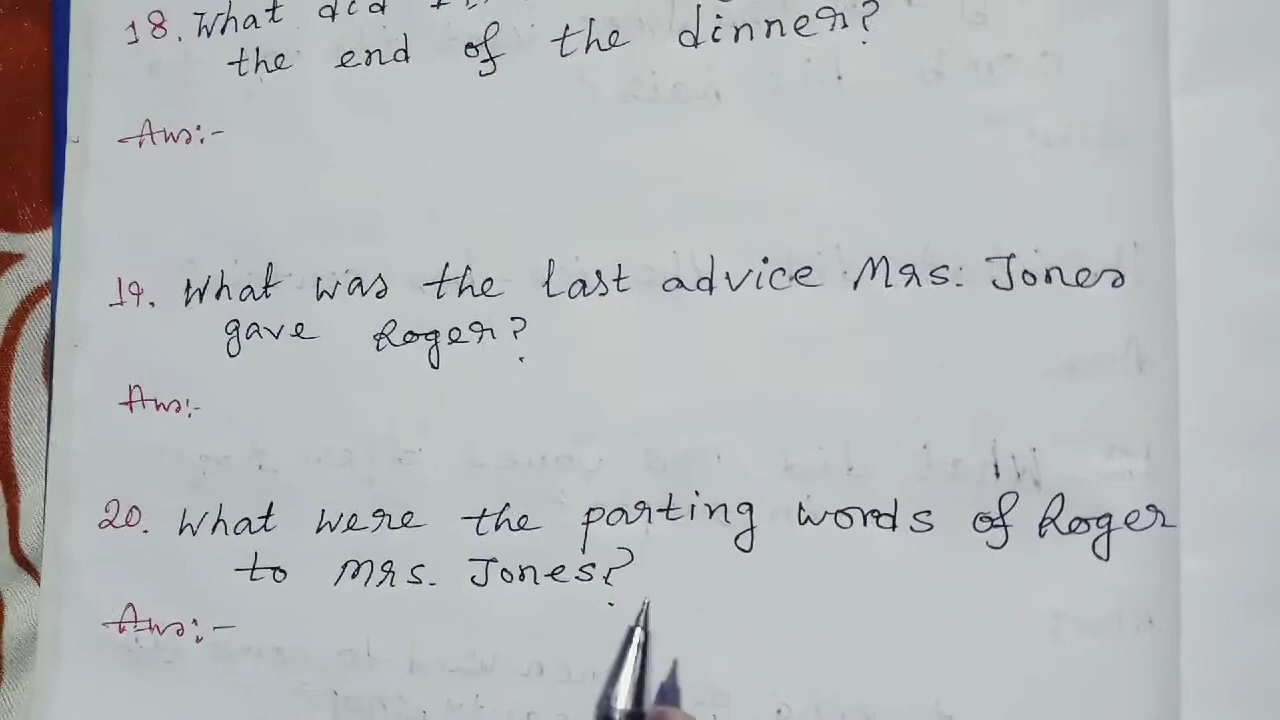 18. What did
the end of the dinner?
Ans:-
19. What was the last advice Mrs. Jones
gave Roger?
Ans:-
20. What were the parting words of Roger
to Mrs. Jones?
Ans:-